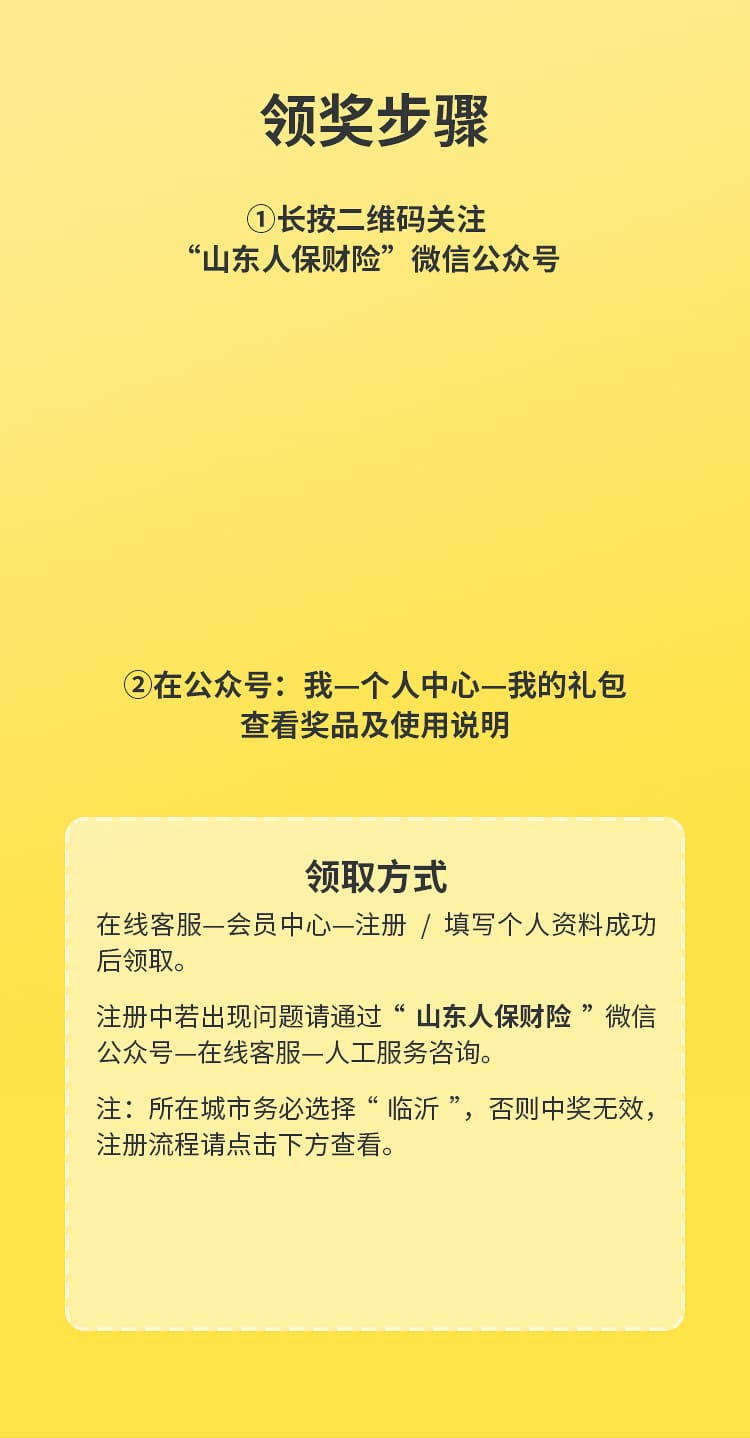 领奖步骤
①长按二维码关注
“山东人保财险”微信公众号
②在公众号：我—个人中心—我的礼包
查看奖品及使用说明
领取方式
在线客服—会员中心—注册 / 填写个人资料成功
后领取。
注册中若出现问题请通过“ 山东人保财险 ”微信
公众号—在线客服—人工服务咨询。
注：所在城市务必选择“ 临沂 ”，否则中奖无效，
注册流程请点击下方查看。